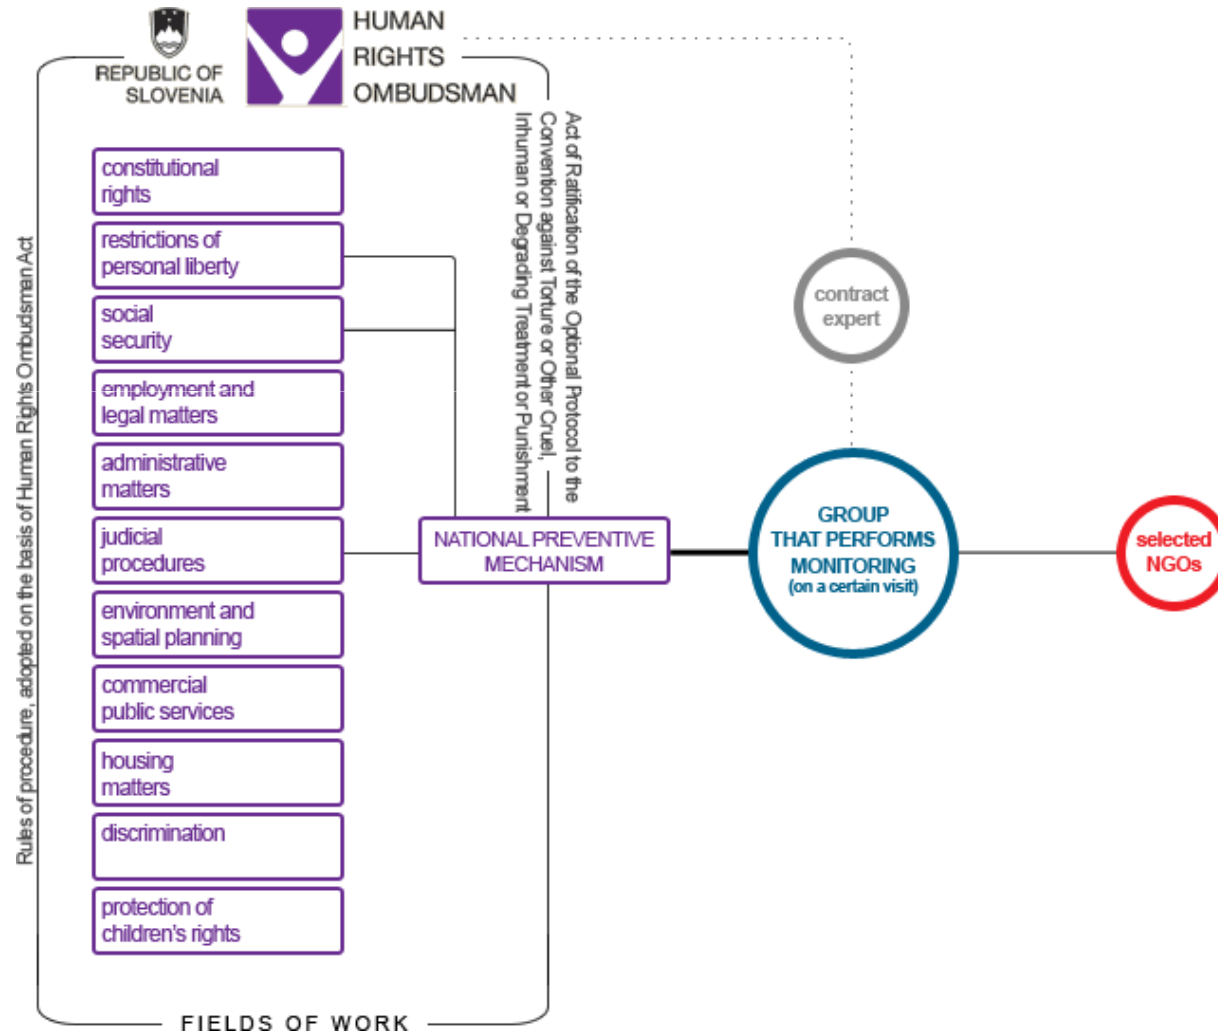 REPUBLIC OF
SLOVENIA
HUMAN
RIGHTS
OMBUDSMAN
Rules of procedure, adopted on the basis of Human Rights Ombudsman Act
Act of Ratification of the Optional Protocol to the
Convention against Torture or Other Cruel,
Inhuman or Degrading Treatment or Punishment
constitutional
rights
restrictions of
personal liberty
social
security
employment and
legal matters
administrative
matters
judicial
procedures
environment and
spatial planning
commercial
public services
housing
matters
discrimination
protection of
children's rights
NATIONAL PREVENTIVE
MECHANISM
contract
expert
GROUP
THAT PERFORMS
MONITORING
(on a certain visit)
selected
NGOs
FIELDS OF WORK